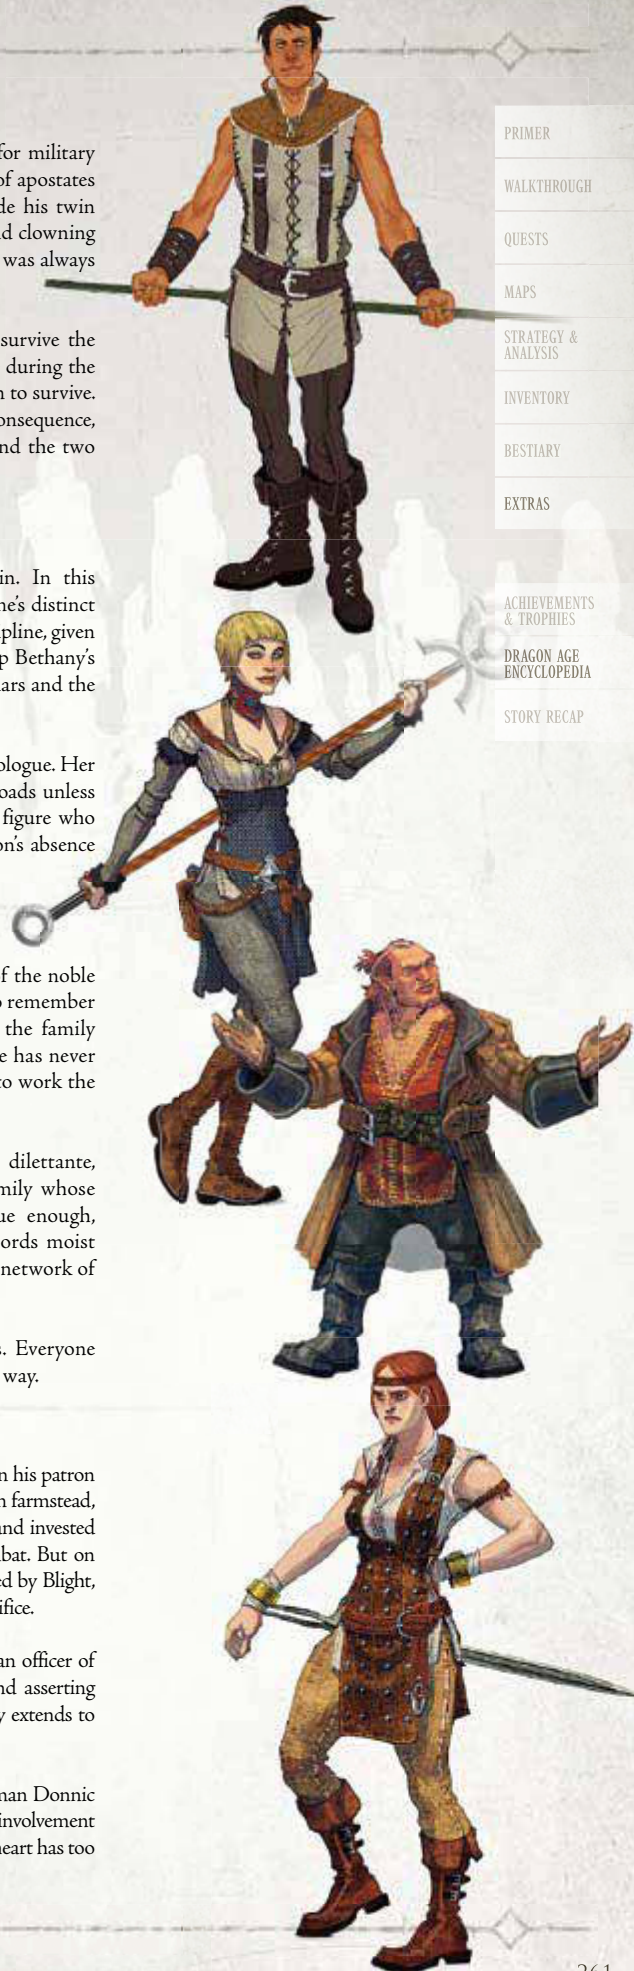 for military
of apostates
de his twin
d clowning
was always
survive the
during the
n to survive.
onsequence,
nd the two
in. In this
ne's distinct
pline, given
p Bethany's
ars and the
ologue. Her
oads unless
figure who
on's absence
f the noble
o remember
the family
e has never
to work the
dilettante,
mily whose
ue enough,
ords moist
network of
s. Everyone
way.
n his patron
n farmstead,
and invested
bat. But on
ed by Blight,
ifice.
an officer of
nd asserting
y extends to
man Donnic
involvement
heart has too
PRIMER
WALKTHROUGH
QUESTS
MAPS
STRATEGY &
ANALYSIS
INVENTORY
BESTIARY
EXTRAS
ACHIEVEMENTS
& TROPHIES
DRAGON AGE
ENCYCLOPEDIA
STORY RECAP
261